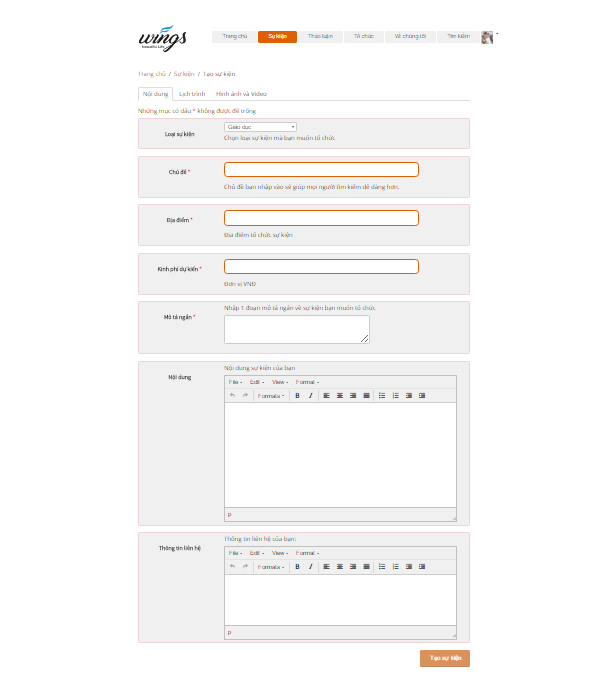 wings
Beautiful Life
Trang chủ Sự kiện Thảo luận Tổ chức Về chúng tôi Tìm kiếm
Trang chủ / Sự kiện / Tạo sự kiện
Nội dung Lịch trình Hình ảnh và Video
Những mục có dấu * không được để trống
Loại sự kiện
Giáo dục
Chọn loại sự kiện mà bạn muốn tổ chức
Chủ đề *
Chủ đề bạn nhập vào sẽ giúp mọi người tìm kiếm dễ dàng hơn.
Địa điểm *
Địa điểm tổ chức sự kiện
Kinh phí dự kiến *
Đơn vị VNĐ
Nhập 1 đoạn mô tả ngắn về sự kiện bạn muốn tổ chức
Mô tả ngắn *
Nội dung sự kiện của bạn
Nội dung
File Edit View Format
Formats B I
p
Thông tin liên hệ của bạn:
Thông tin liên hệ
File Edit View Format
Formats B I
p
Tạo sự kiện